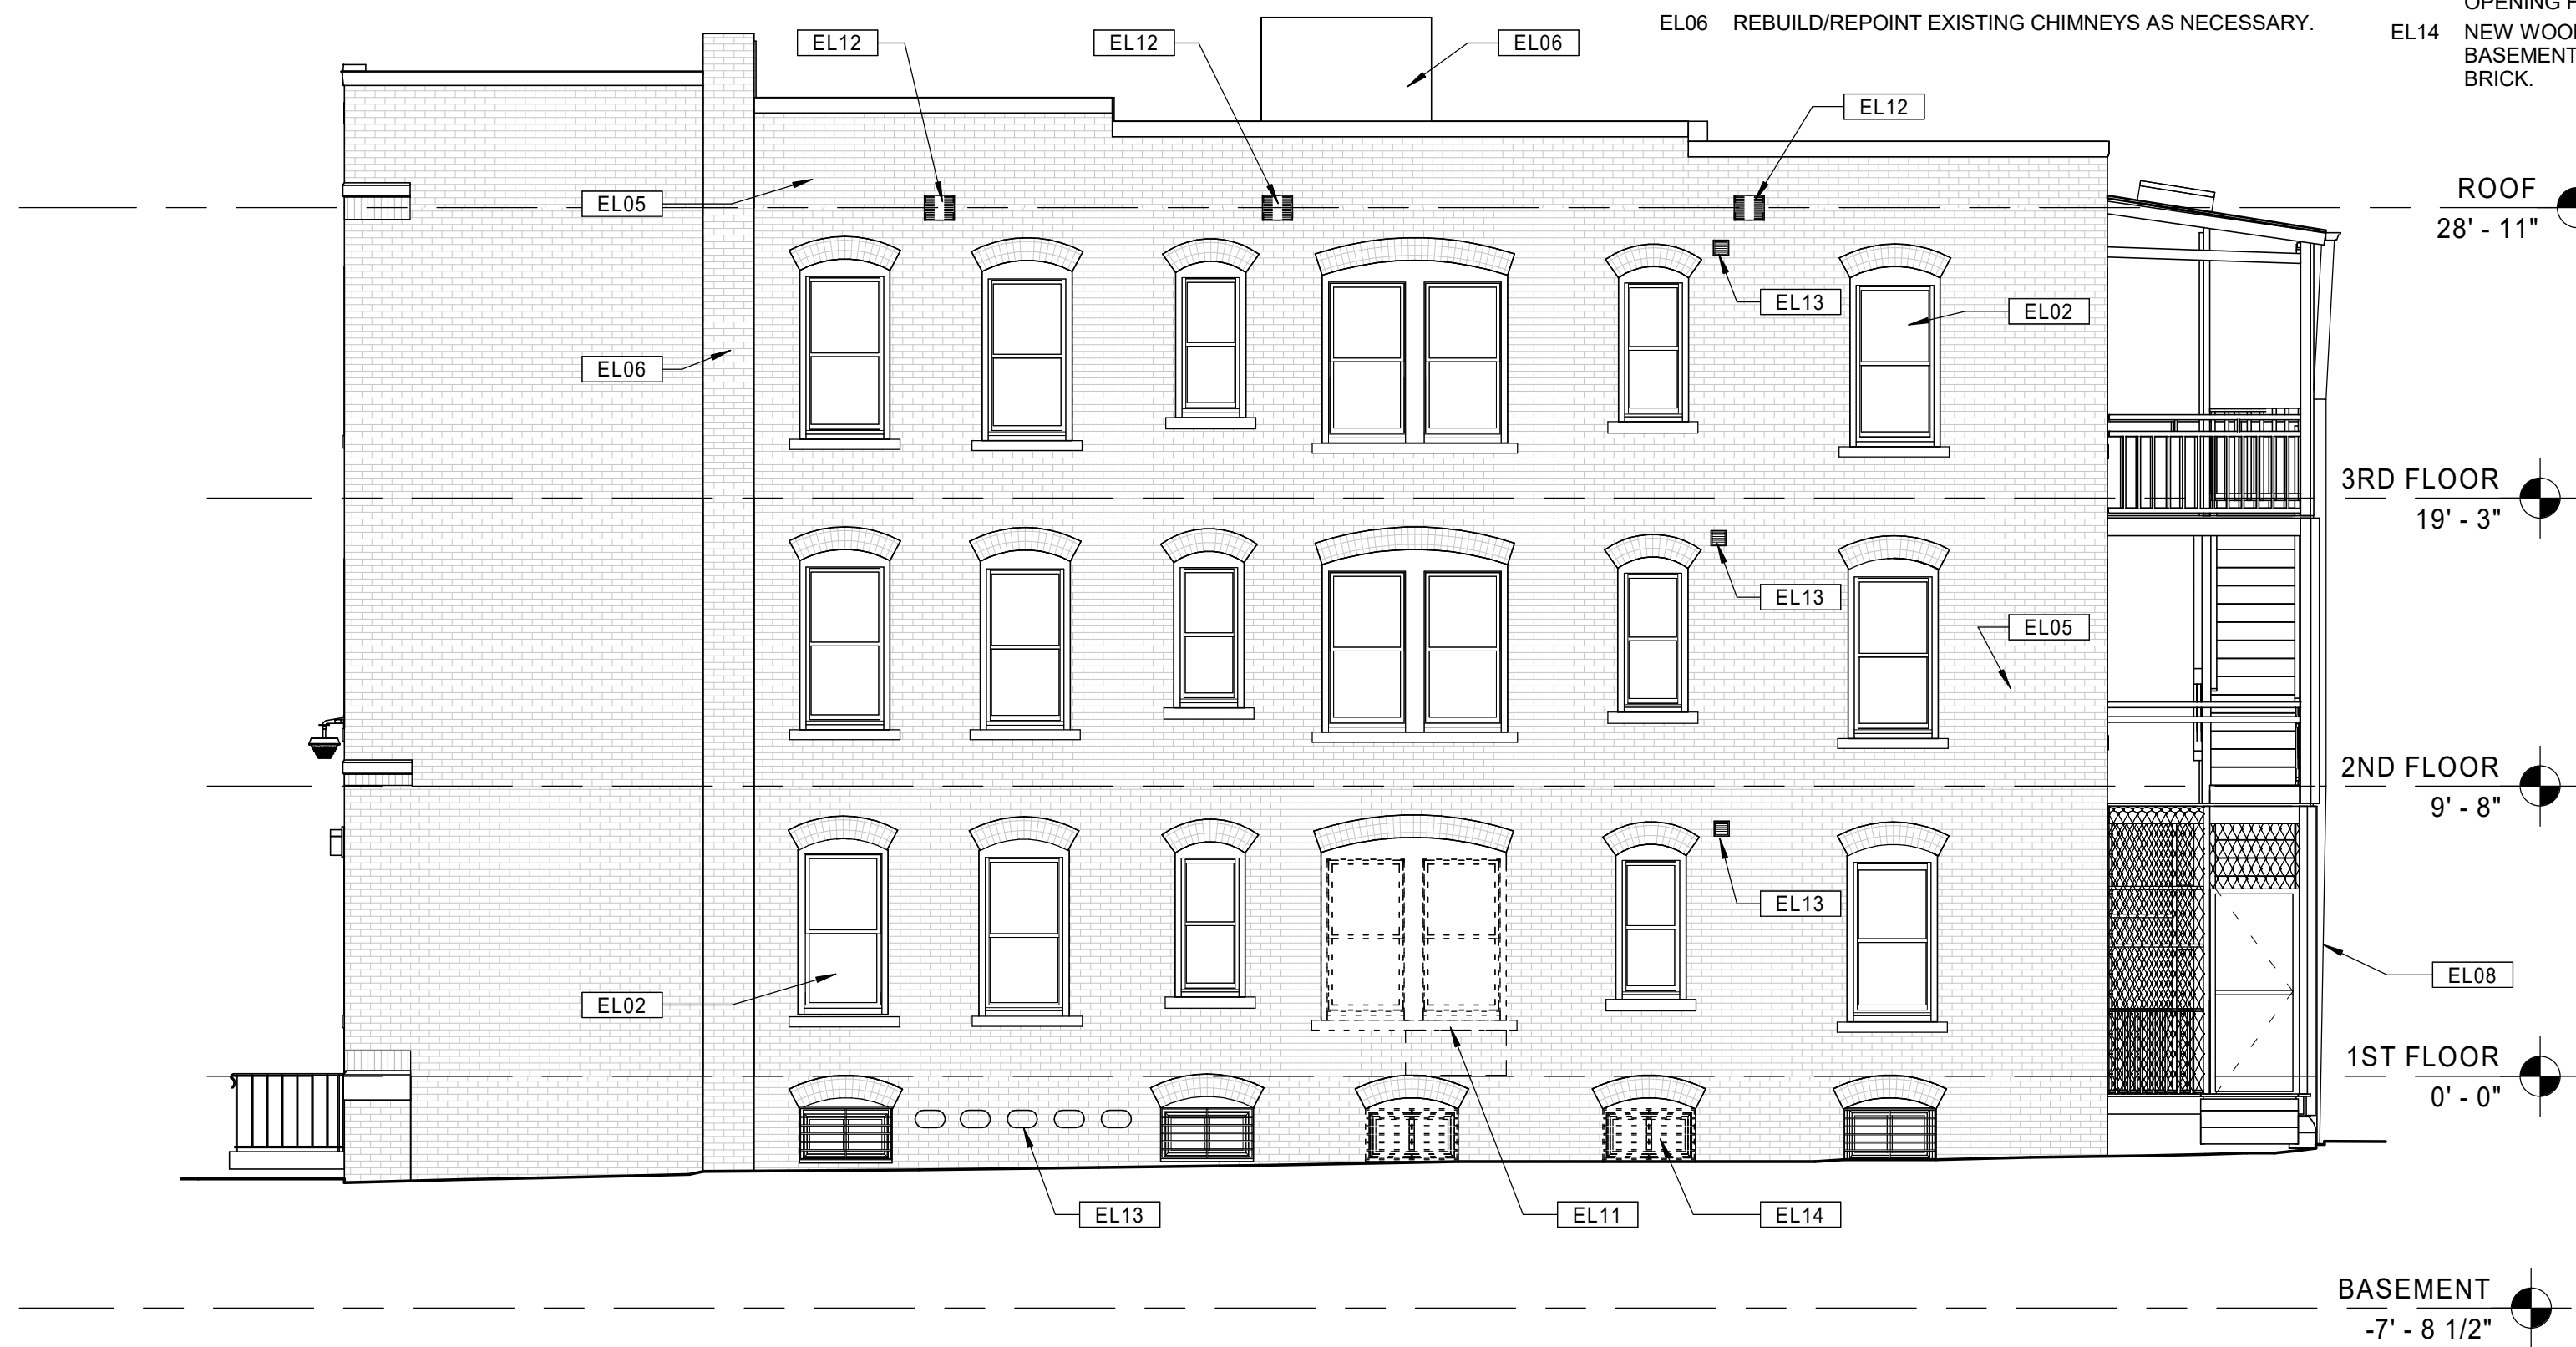 OPENING
EL06 REBUILD/REPOINT EXISTING CHIMNEYS AS NECESSARY.
EL14 NEW
BASEMENT
BRICK.
EL12
EL12
EL06
EL12
EL05
ROOF
28' - 11"
EL13
EL02
EL06
3RD FLOOR
19' - 3"
EL13
EL05
2ND FLOOR
9' - 8"
EL13
EL08
EL02
1ST FLOOR
0' - 0"
EL13
EL11
EL14
BASEMENT
-7' - 8 1/2"